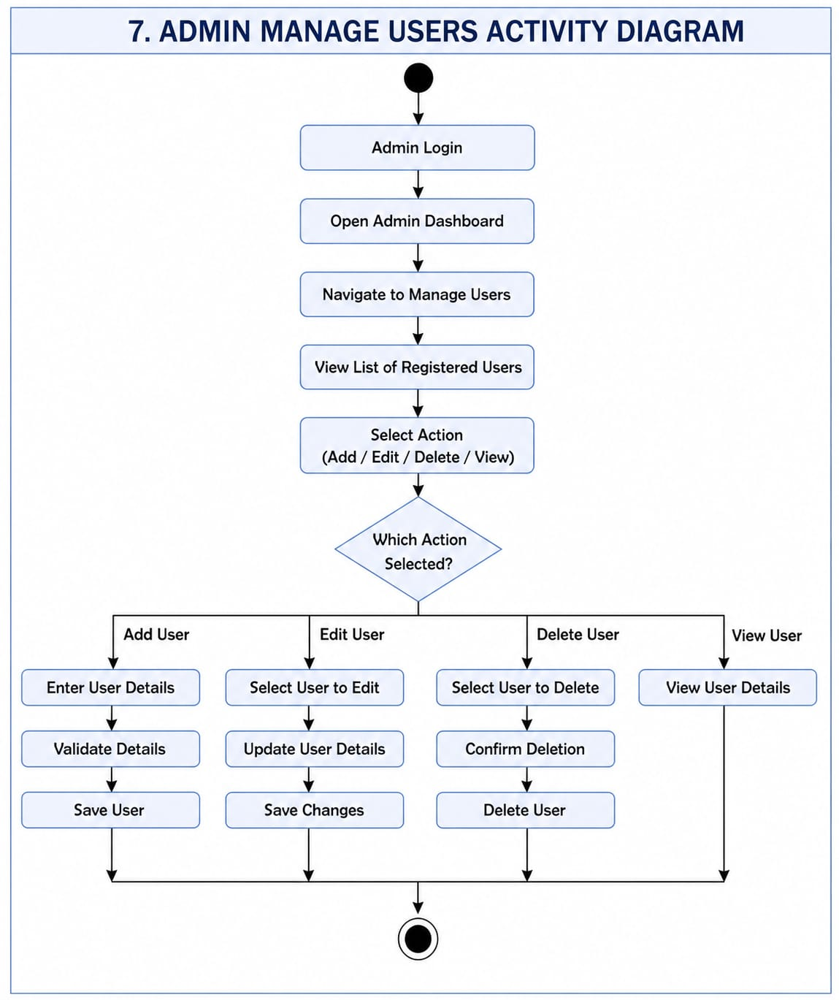 7. ADMIN MANAGE USERS ACTIVITY DIAGRAM
Admin Login
Open Admin Dashboard
Navigate to Manage Users
View List of Registered Users
Select Action
(Add / Edit / Delete / View)
Which Action
Selected?
Add User
Edit User
Delete User
View User
Enter User Details
Select User to Edit
Select User to Delete
View User Details
Validate Details
Update User Details
Confirm Deletion
Save User
Save Changes
Delete User